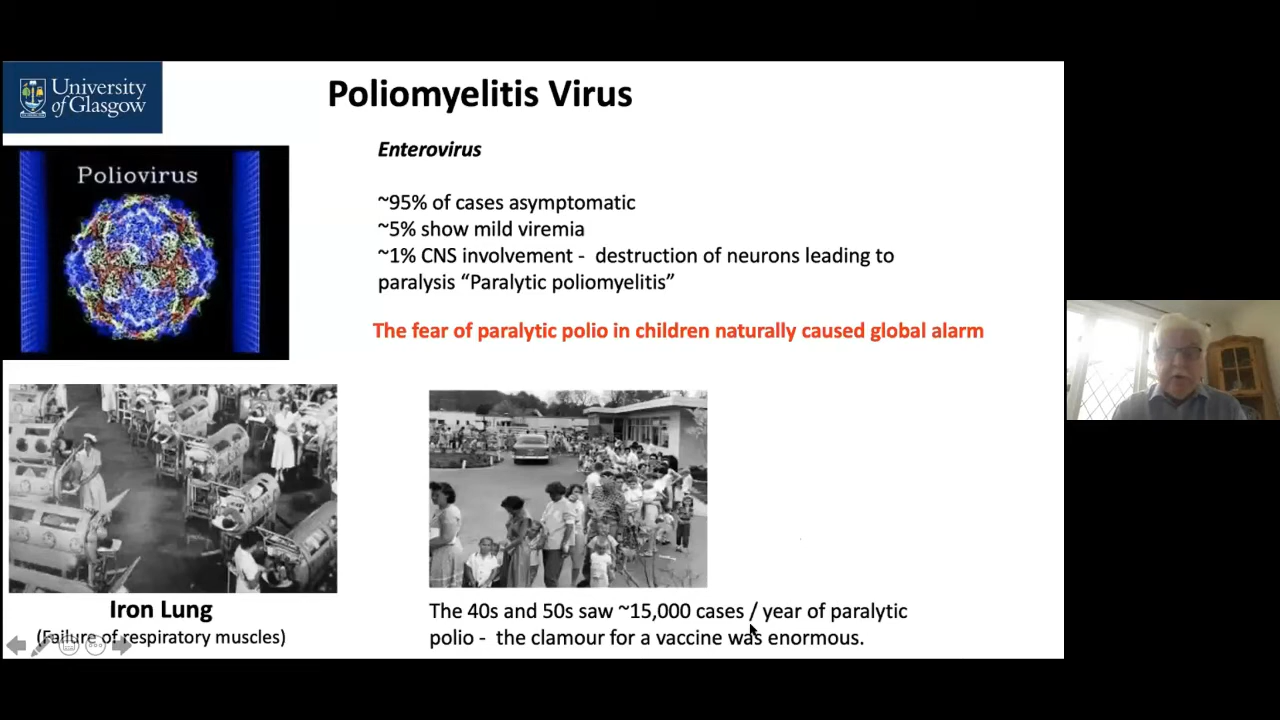 University
of Glasgow
Poliomyelitis Virus
Poliovirus
Enterovirus
~95% of cases asymptomatic
~5% show mild viremia
~1% CNS involvement - destruction of neurons leading to
paralysis “Paralytic poliomyelitis”
The fear of paralytic polio in children naturally caused global alarm
Iron Lung
(Failure of respiratory muscles)
The 40s and 50s saw ~15,000 cases / year of paralytic
polio - the clamour for a vaccine was enormous.